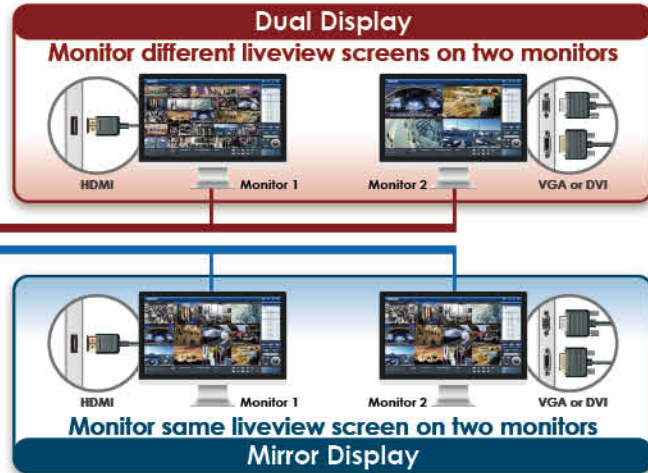 Dual Display
Monitor different liveview screens on two monitors
HDMI
Monitor 1
Monitor 2
VGA or DVI
HDMI
Monitor 1
Monitor 2
VGA or DVI
Monitor same liveview screen on two monitors
Mirror Display